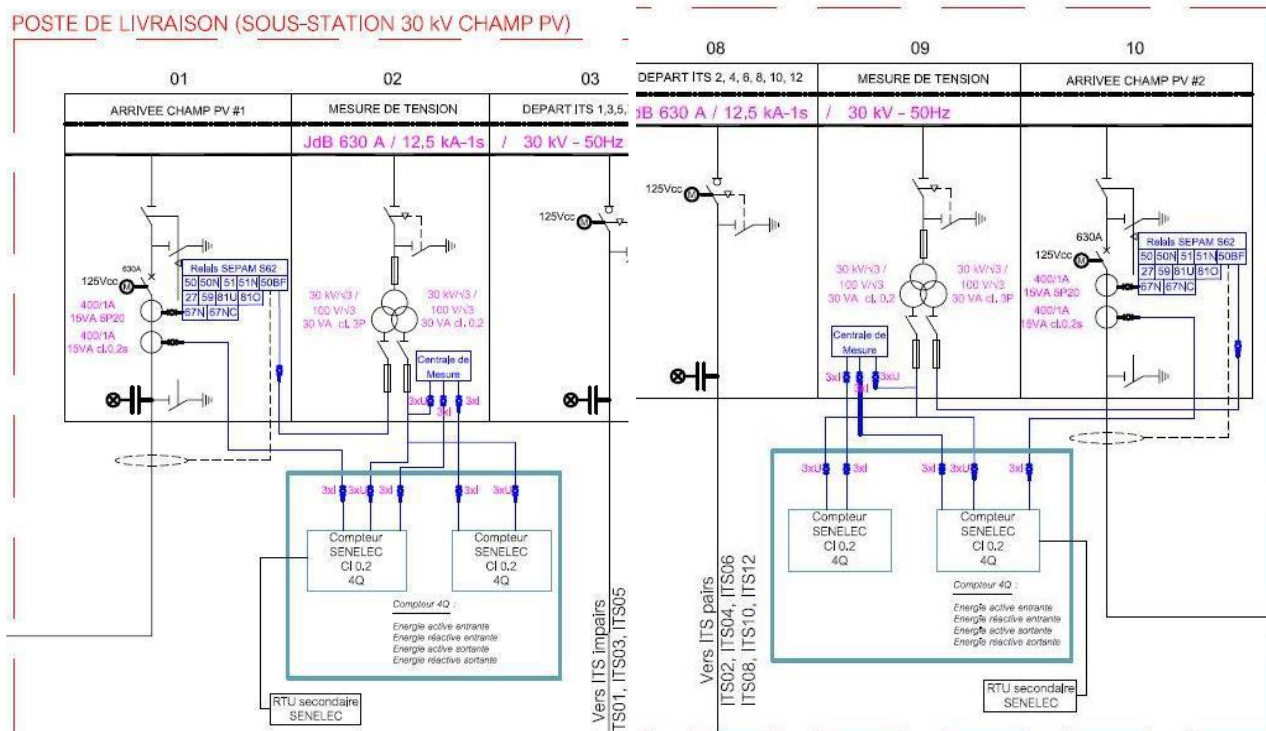 POSTE DE LIVRAISON (SOUS-STATION 30 kV CHAMP PV)
01
02
03
ARRIVEE CHAMP PV #1
MESURE DE TENSION
DEPART ITS 1,3,5,
JdB 630 A / 12,5 kA-1s / 30 kV - 50Hz
125Vcc
M
630A
400/1A
15VA 5P20
400/1A
15VA cl.0,2s
Relais SEPAM S62
50 50N 51 51N 50BF
27 59 81U 81O
67N 67NC
30 kV/√3 /
100 V/√3
30 VA cl. 3P
30 kV/√3 /
100 V/√3
30 VA cl. 0,2
125Vcc
M
Centrale de
Mesure
3xU
3xI
3xI
3xI
3xU
3xI
3xI
3xU
Compteur
SENELEC
Cl 0.2
4Q
Compteur
SENELEC
Cl 0.2
4Q
Compteur 4Q :
Energie active entrante
Energie réactive entrante
Energie active sortante
Energie réactive sortante
RTU secondaire
SENELEC
Vers ITS impairs
TS01, ITS03, ITS05
08
09
10
DEPART ITS 2, 4, 6, 8, 10, 12
MESURE DE TENSION
ARRIVEE CHAMP PV #2
dB 630 A / 12,5 kA-1s / 30 kV - 50Hz
125Vcc
M
30 kV/√3 /
100 V/√3
30 VA cl. 0,2
30 kV/√3 /
100 V/√3
30 VA cl. 3P
630A
125Vcc
M
400/1A
15VA 5P20
400/1A
15VA cl.0,2s
Relais SEPAM S62
50 50N 51 51N 50BF
27 59 81U 81O
67N 67NC
Centrale de
Mesure
3xI
3xI
3xU
3xU
3xI
3xI
3xU
3xI
Compteur
SENELEC
Cl 0.2
4Q
Compteur
SENELEC
Cl 0.2
4Q
Compteur 4Q :
Energie active entrante
Energie réactive entrante
Energie active sortante
Energie réactive sortante
RTU secondaire
SENELEC
Vers ITS pairs
ITS02, ITS04, ITS06
ITS08, ITS10, ITS12